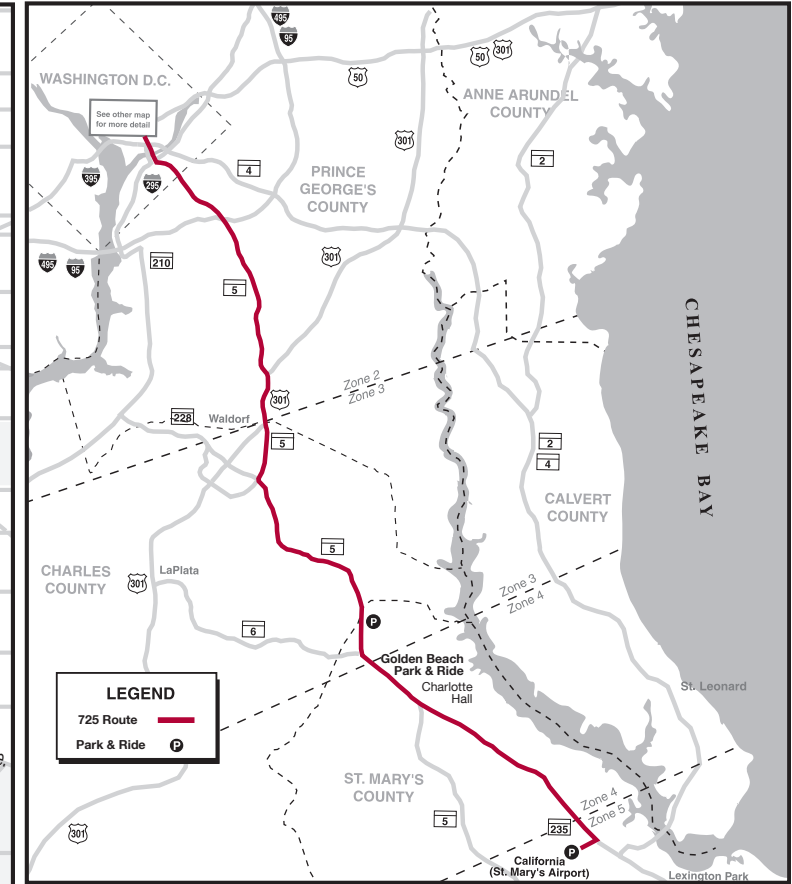 495
95
50
301
50
WASHINGTON D.C.
ANNE ARUNDEL
COUNTY
See other map
for more detail
301
2
4
395
295
PRINCE
GEORGE'S
COUNTY
495
95
210
301
5
CHESAPEAKE BAY
Zone 2
Zone 3
301
228
Waldorf
5
2
4
CALVERT
COUNTY
5
CHARLES
COUNTY
301
LaPlata
Zone 3
Zone 4
P
6
Golden Beach
Park & Ride
Charlotte
Hall
St. Leonard
LEGEND
725 Route
Park & Ride P
ST. MARY'S
COUNTY
Zone 4
Zone 5
5
235
301
P
California
(St. Mary's Airport)
Lexington Park